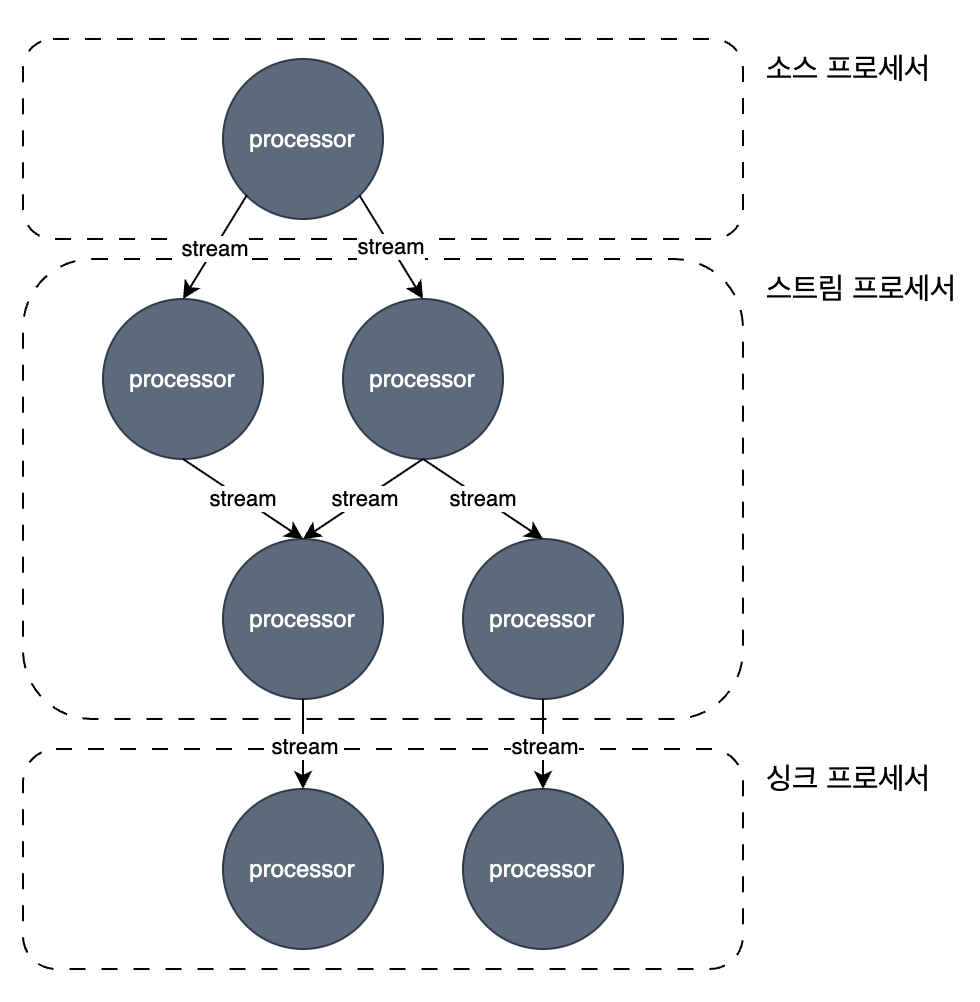 소스 프로세서
processor
stream
stream
스트림 프로세서
processor
processor
stream
stream
stream
processor
processor
stream
stream
싱크 프로세서
processor
processor